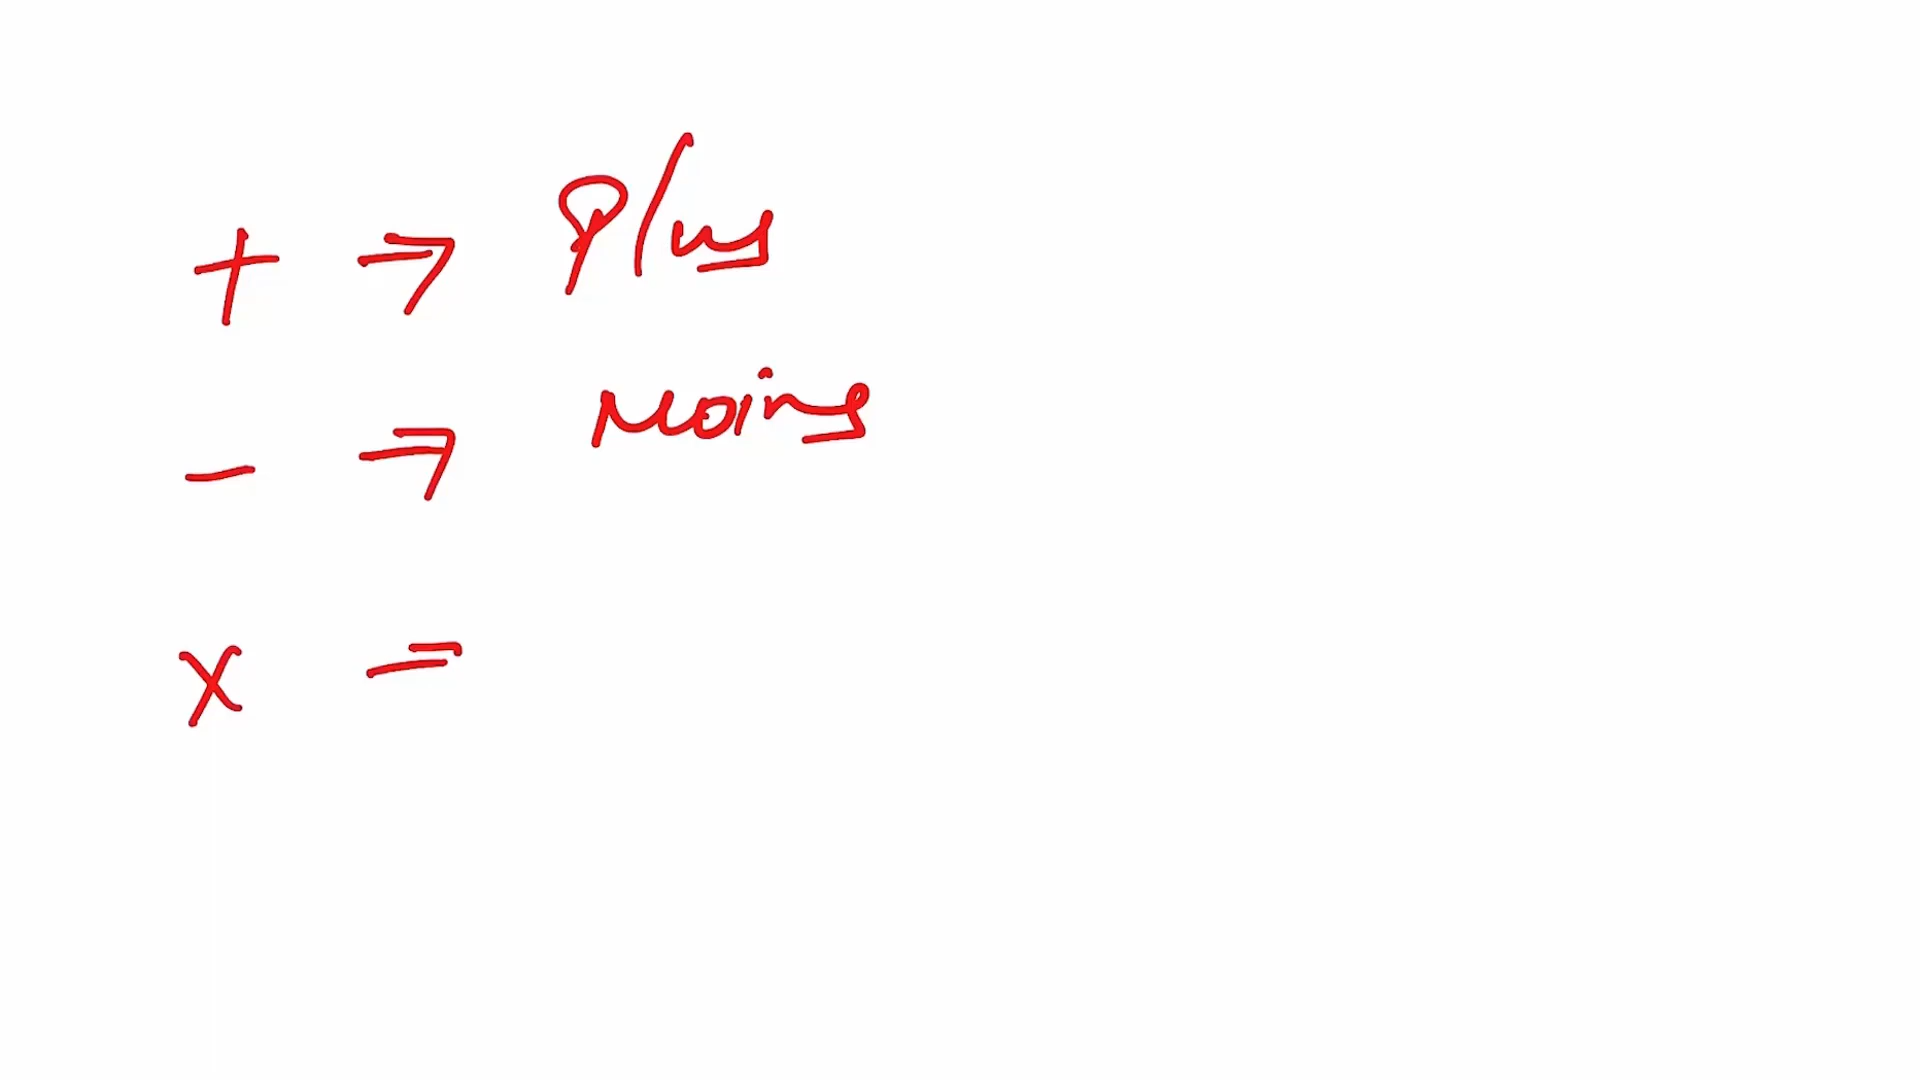 + → Plus
- → Moins
x =